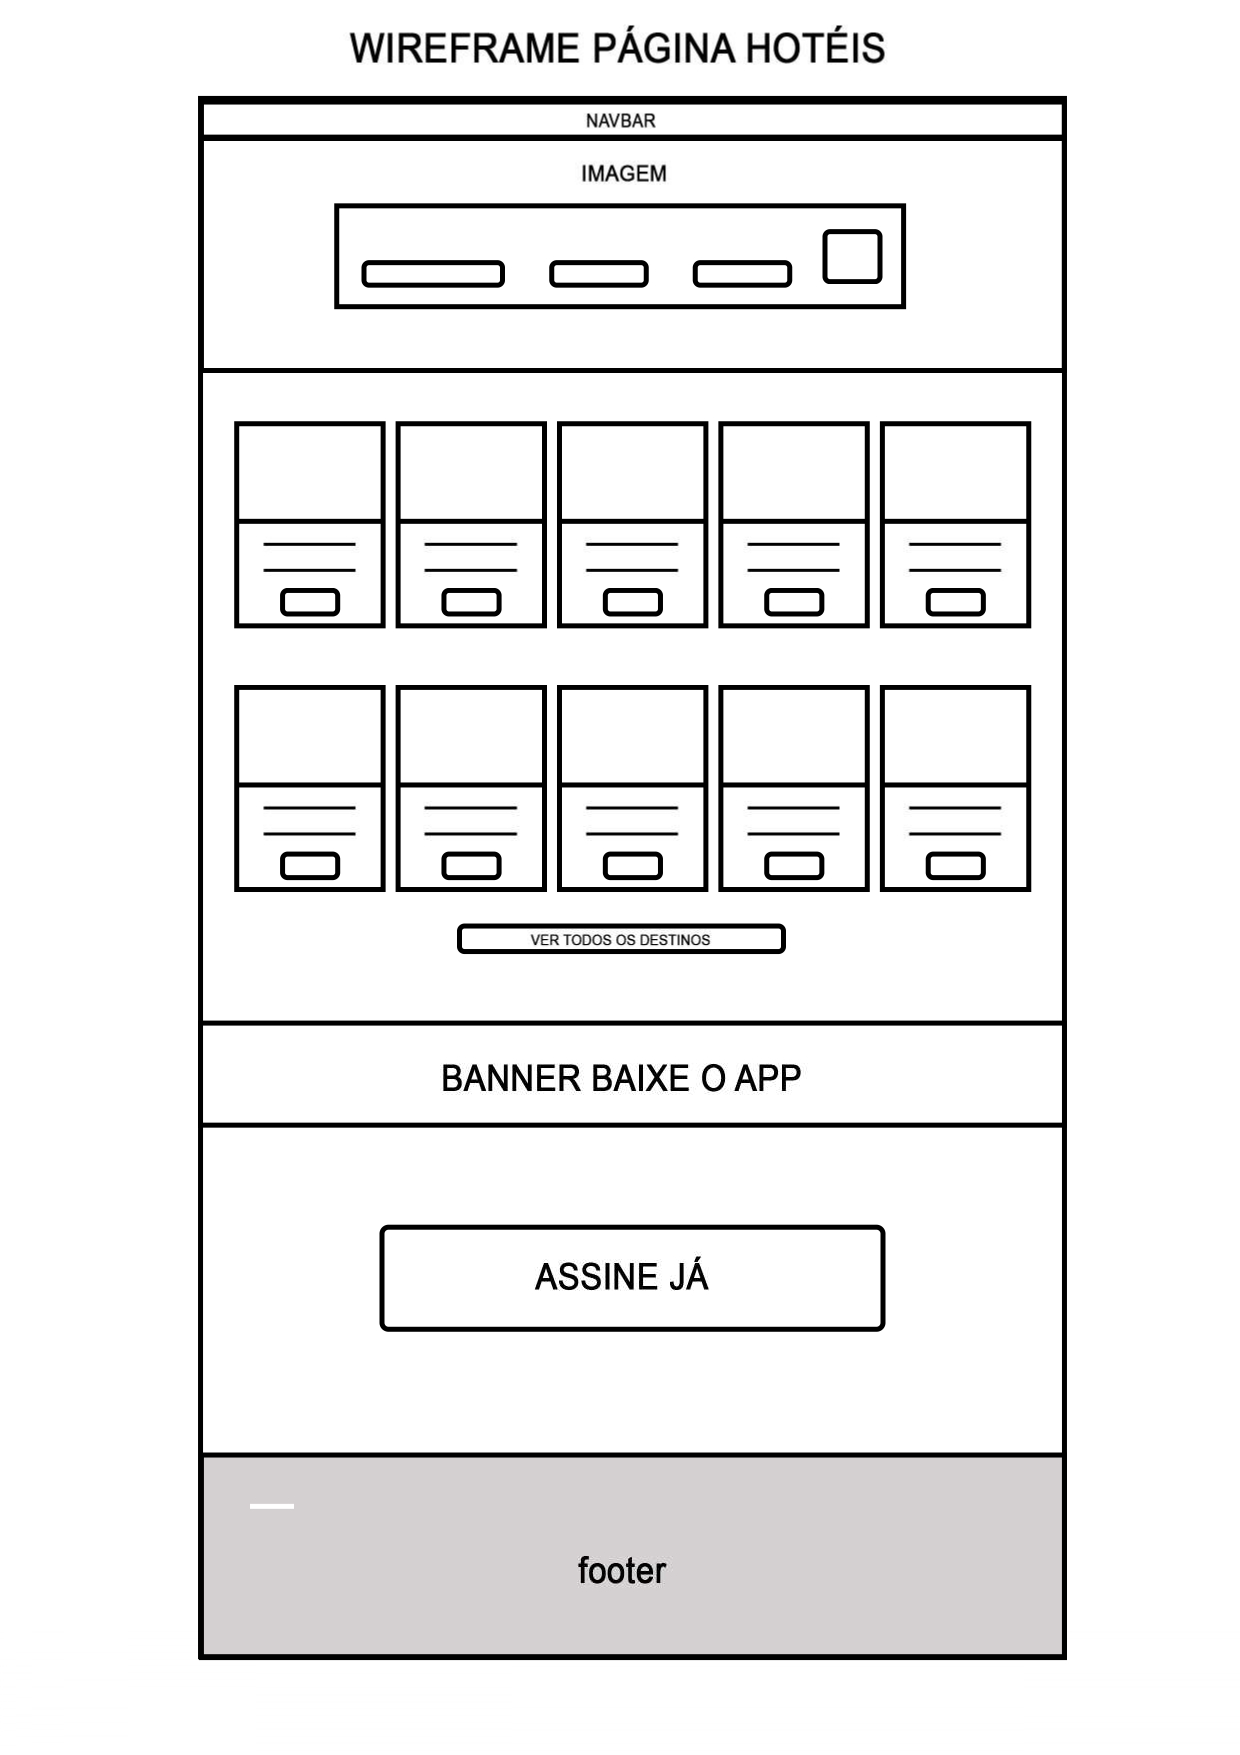 WIREFRAME PÁGINA HOTÉIS
NAVBAR
IMAGEM
VER TODOS OS DESTINOS
BANNER BAIXE O APP
ASSINE JÁ
footer